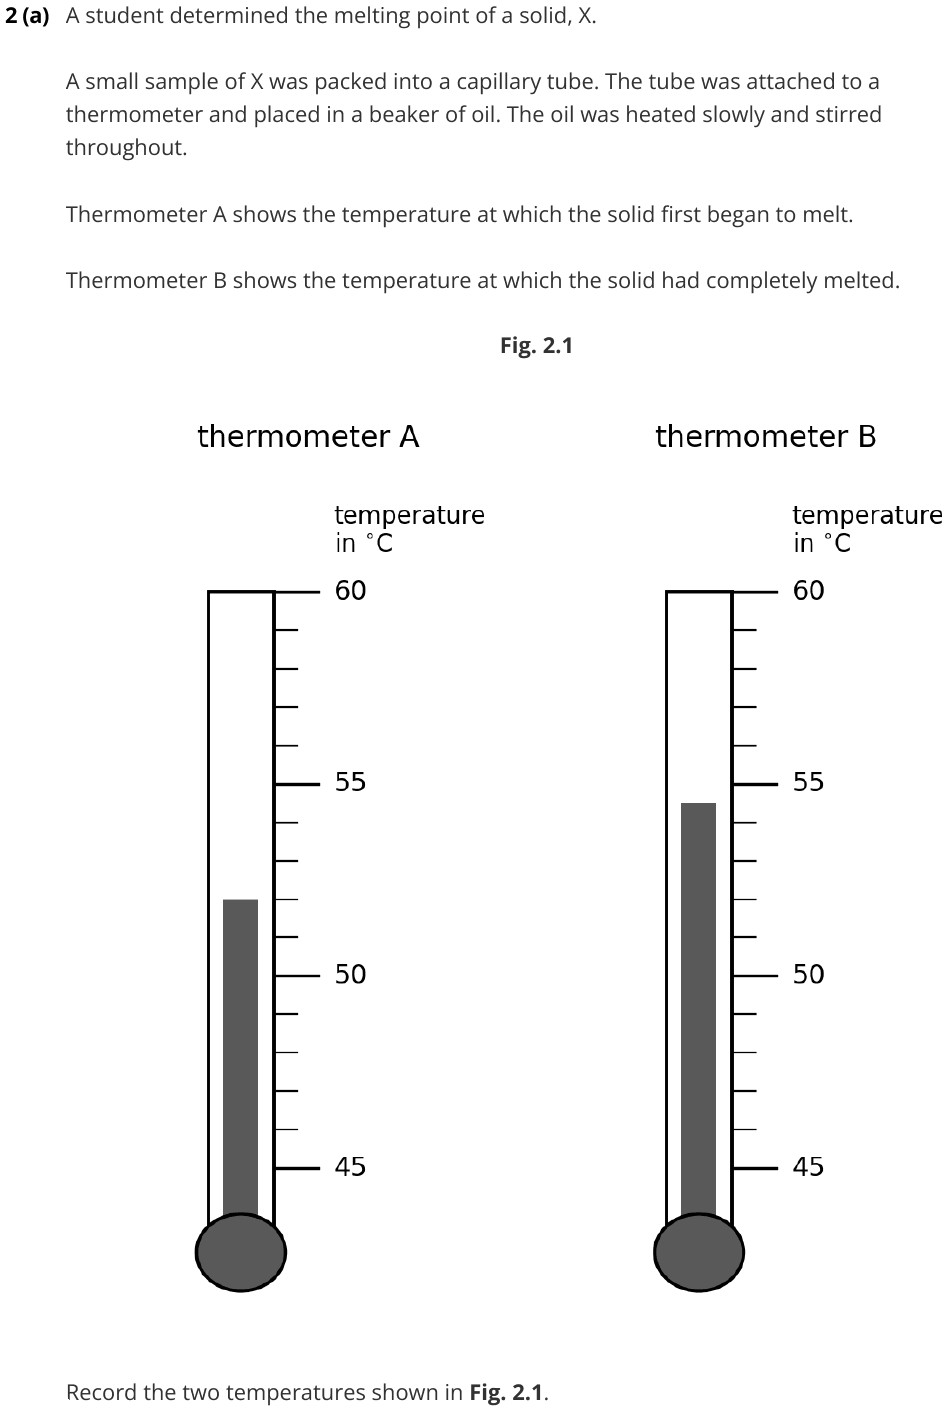 2 (a) A student determined the melting point of a solid, X.
A small sample of X was packed into a capillary tube. The tube was attached to a
thermometer and placed in a beaker of oil. The oil was heated slowly and stirred
throughout.
Thermometer A shows the temperature at which the solid first began to melt.
Thermometer B shows the temperature at which the solid had completely melted.
Fig. 2.1
thermometer A
temperature
in °C
60
55
50
45
thermometer B
temperature
in °C
60
55
50
45
Record the two temperatures shown in Fig. 2.1.